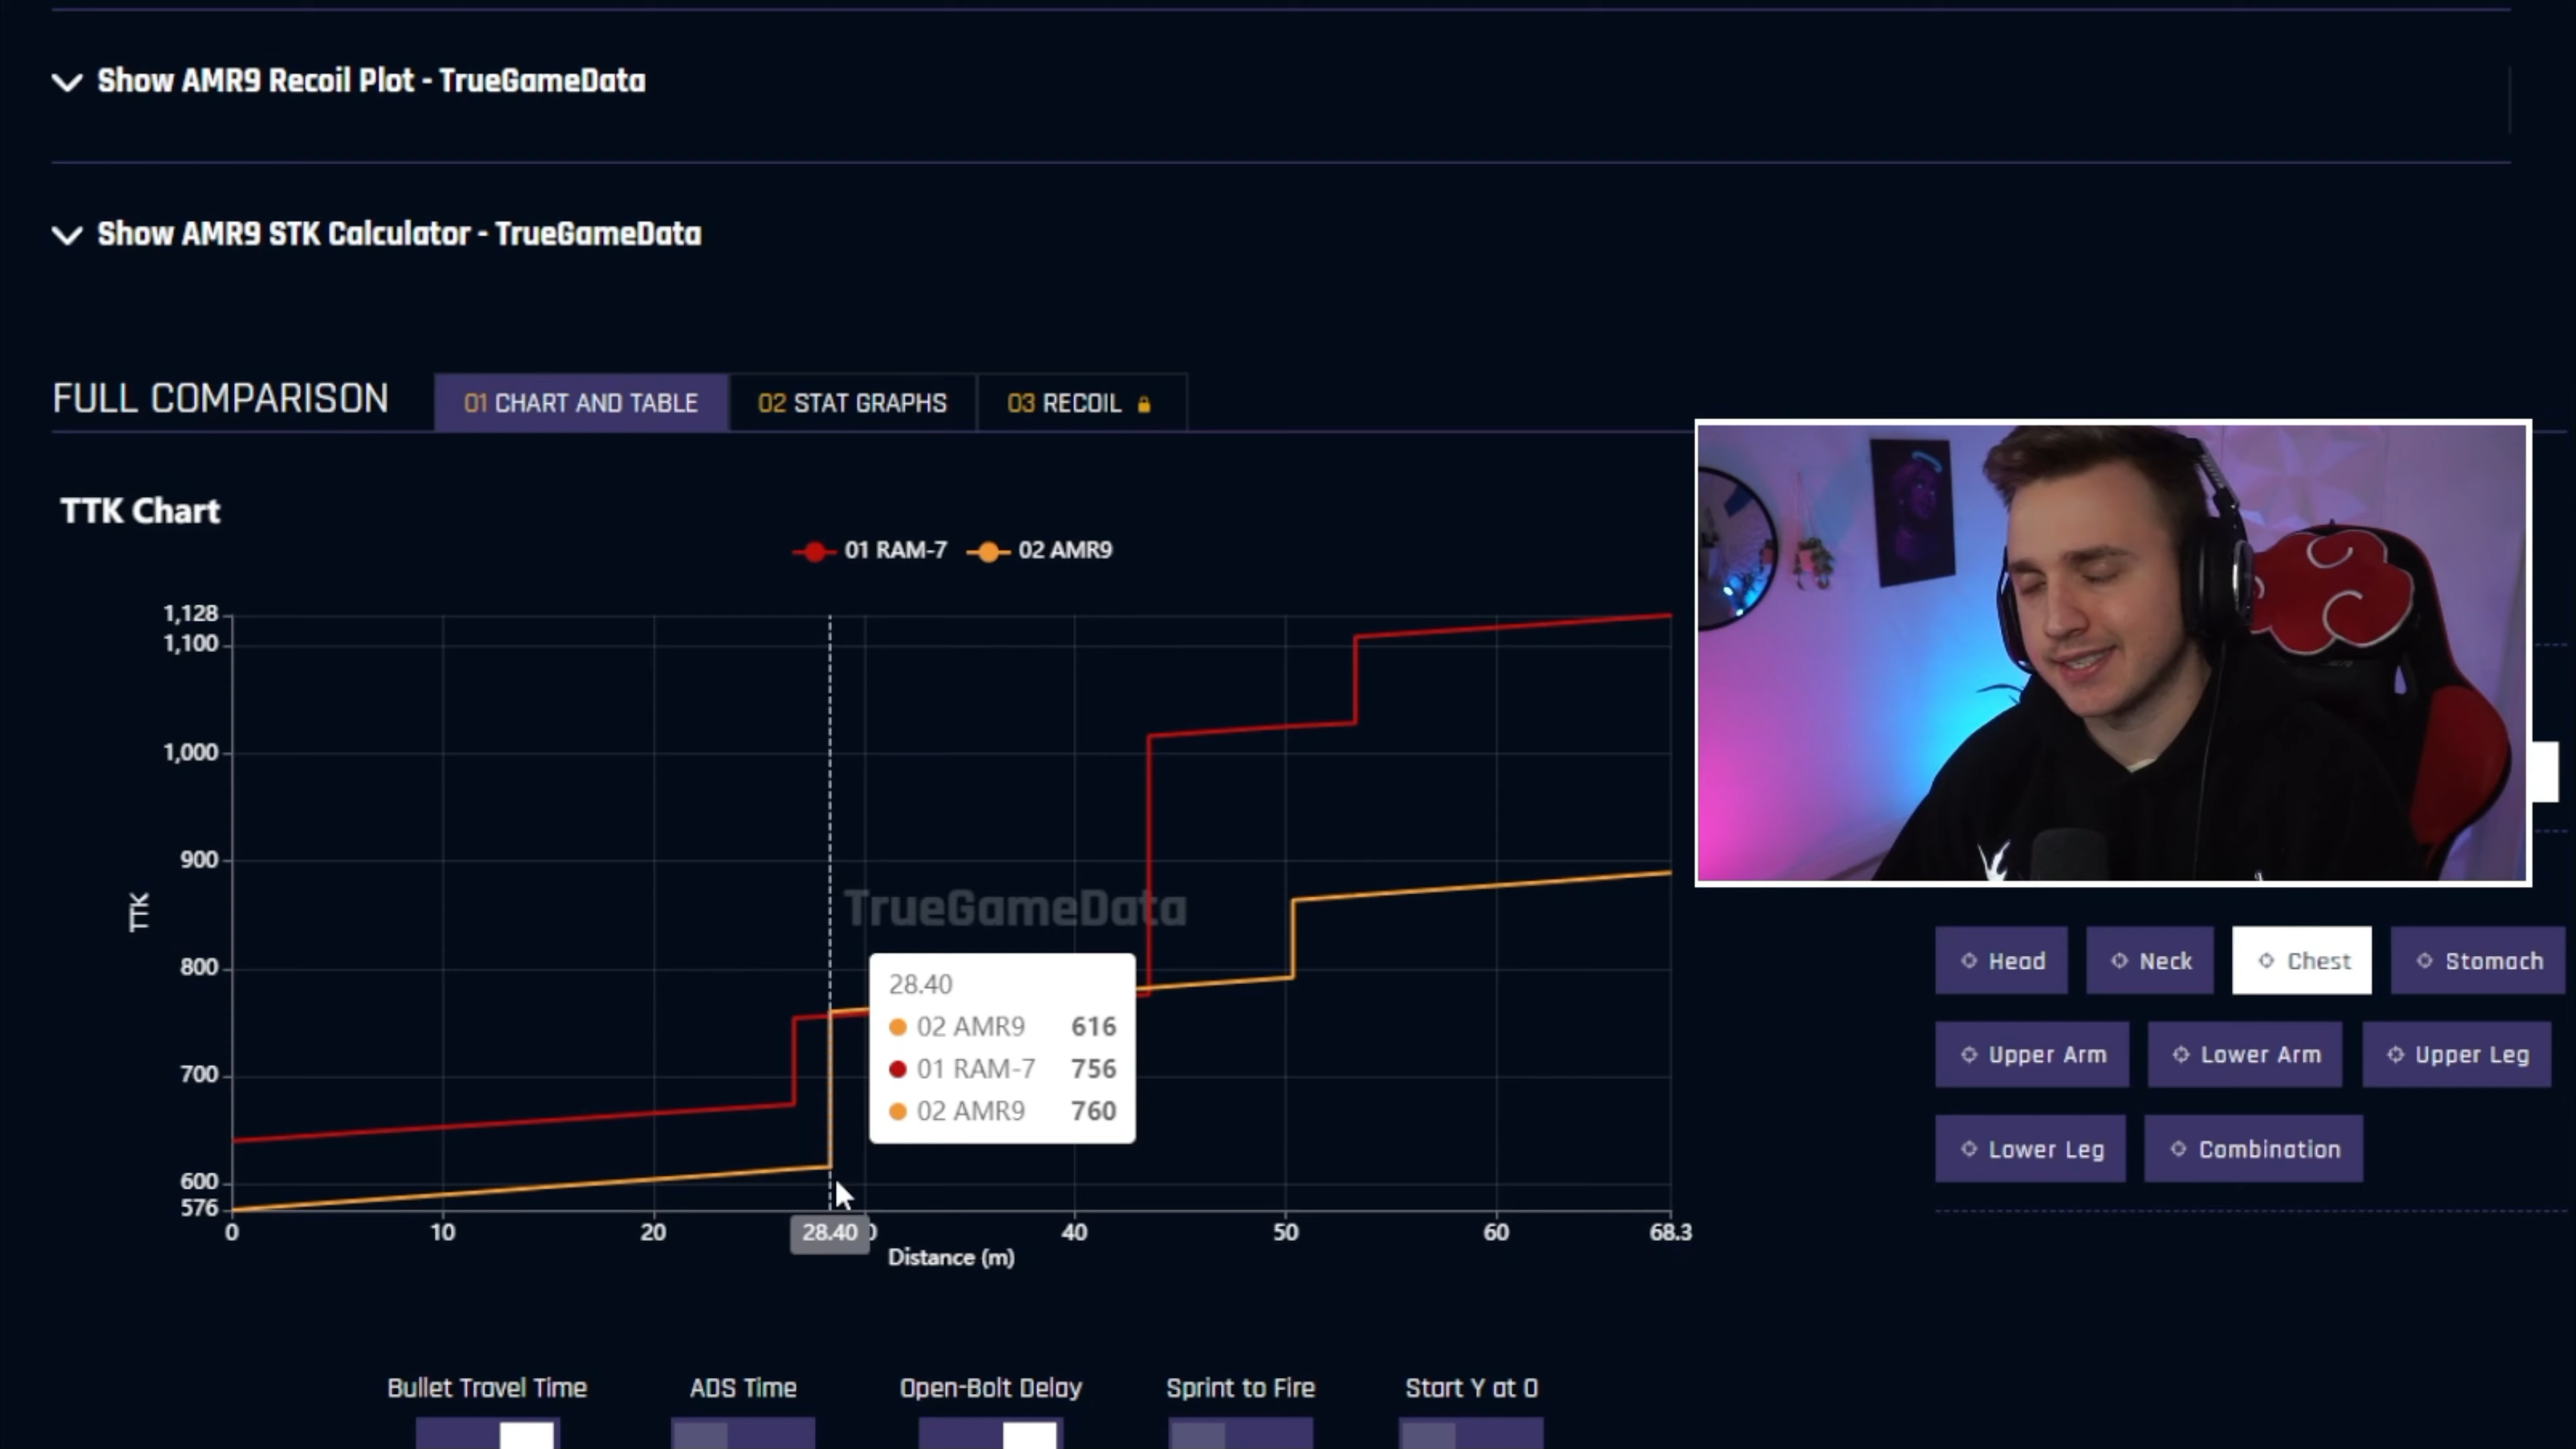 Show AMR9 Recoil Plot - TrueGameData
Show AMR9 STK Calculator - TrueGameData
FULL COMPARISON
01 CHART AND TABLE
02 STAT GRAPHS
03 RECOIL
TTK Chart
01 RAM-7
02 AMR9
1,128
1,100
1,000
900
800
700
600
576
TTK
TrueGameData
28.40
02 AMR9 616
01 RAM-7 756
02 AMR9 760
0
10
20
28.40
0
40
50
60
68.3
Distance (m)
Head
Neck
Chest
Stomach
Upper Arm
Lower Arm
Upper Leg
Lower Leg
Combination
Bullet Travel Time
ADS Time
Open-Bolt Delay
Sprint to Fire
Start Y at 0